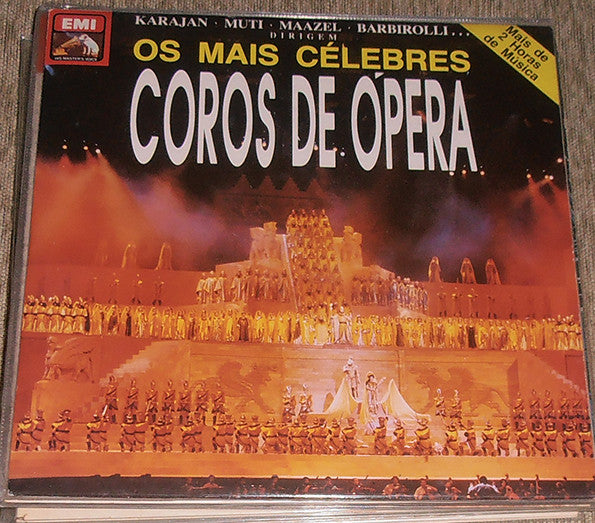 KARAJAN · MUTI · MAAZEL · BARBIROLLI...
DIRIGEM
OS MAIS CÉLEBRES
COROS DE ÓPERA
Mais de
2 Horas
de Música
EMI
HIS MASTER'S VOICE